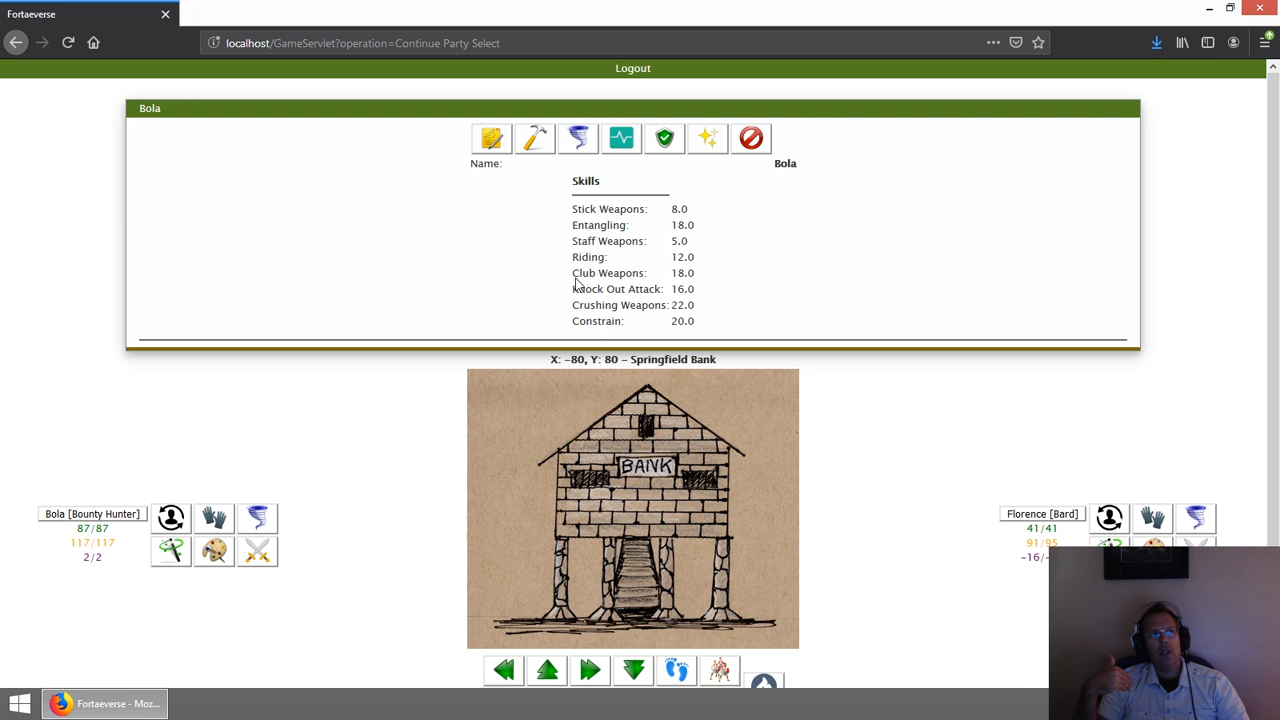 Fortaeverse
localhost/GameServlet?operation=Continue Party Select
Logout
Bola
Name: Bola
Skills
Stick Weapons: 8.0
Entangling: 18.0
Staff Weapons: 5.0
Riding: 12.0
Club Weapons: 18.0
Knock Out Attack: 16.0
Crushing Weapons: 22.0
Constrain: 20.0
X: -80, Y: 80 - Springfield Bank
BANK
Bola [Bounty Hunter]
87/87
117/117
2/2
Florence [Bard]
41/41
91/95
-16/-
Fortaeverse - Moz...